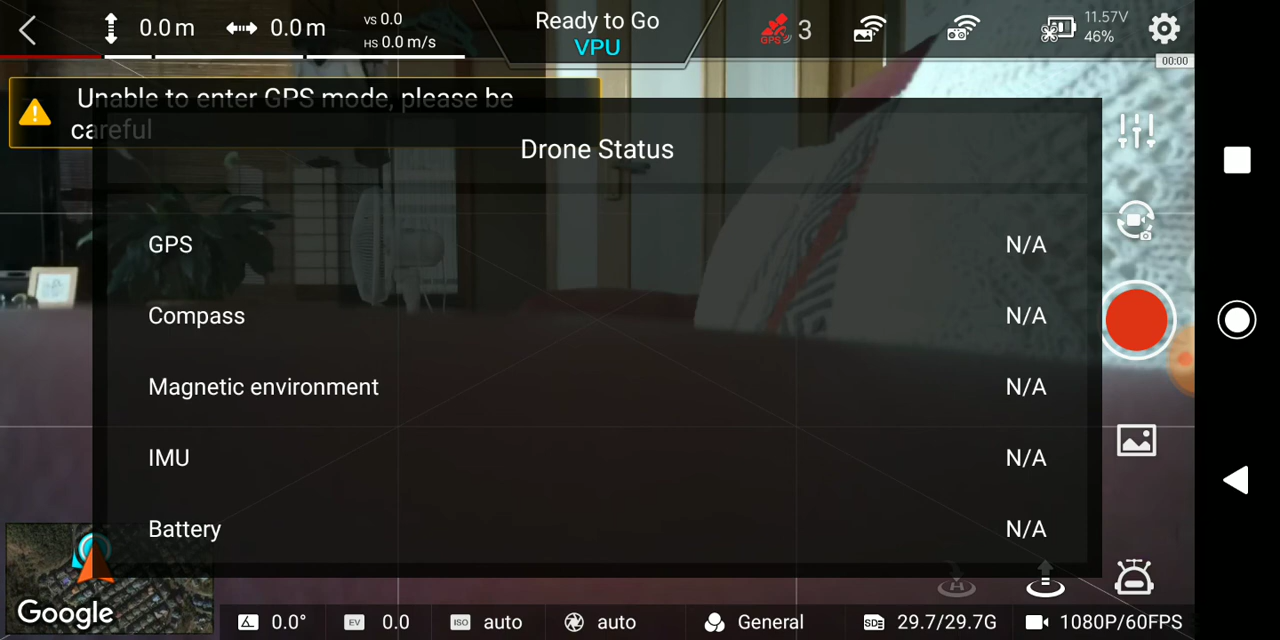 0.0 m
0.0 m
VS 0.0
HS 0.0 m/s
Ready to Go
VPU
GPS
3
11.57V
46%
00:00
Unable to enter GPS mode, please be
careful
Drone Status
GPS N/A
Compass N/A
Magnetic environment N/A
IMU N/A
Battery N/A
H
Google
0.0°
EV 0.0
ISO auto
auto
General
SD 29.7/29.7G
1080P/60FPS